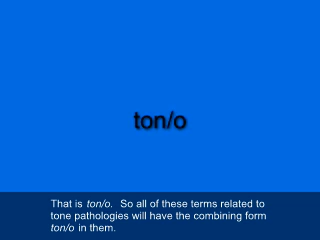 ton/o
That is ton/o.  So all of these terms related to
tone pathologies will have the combining form
ton/o in them.